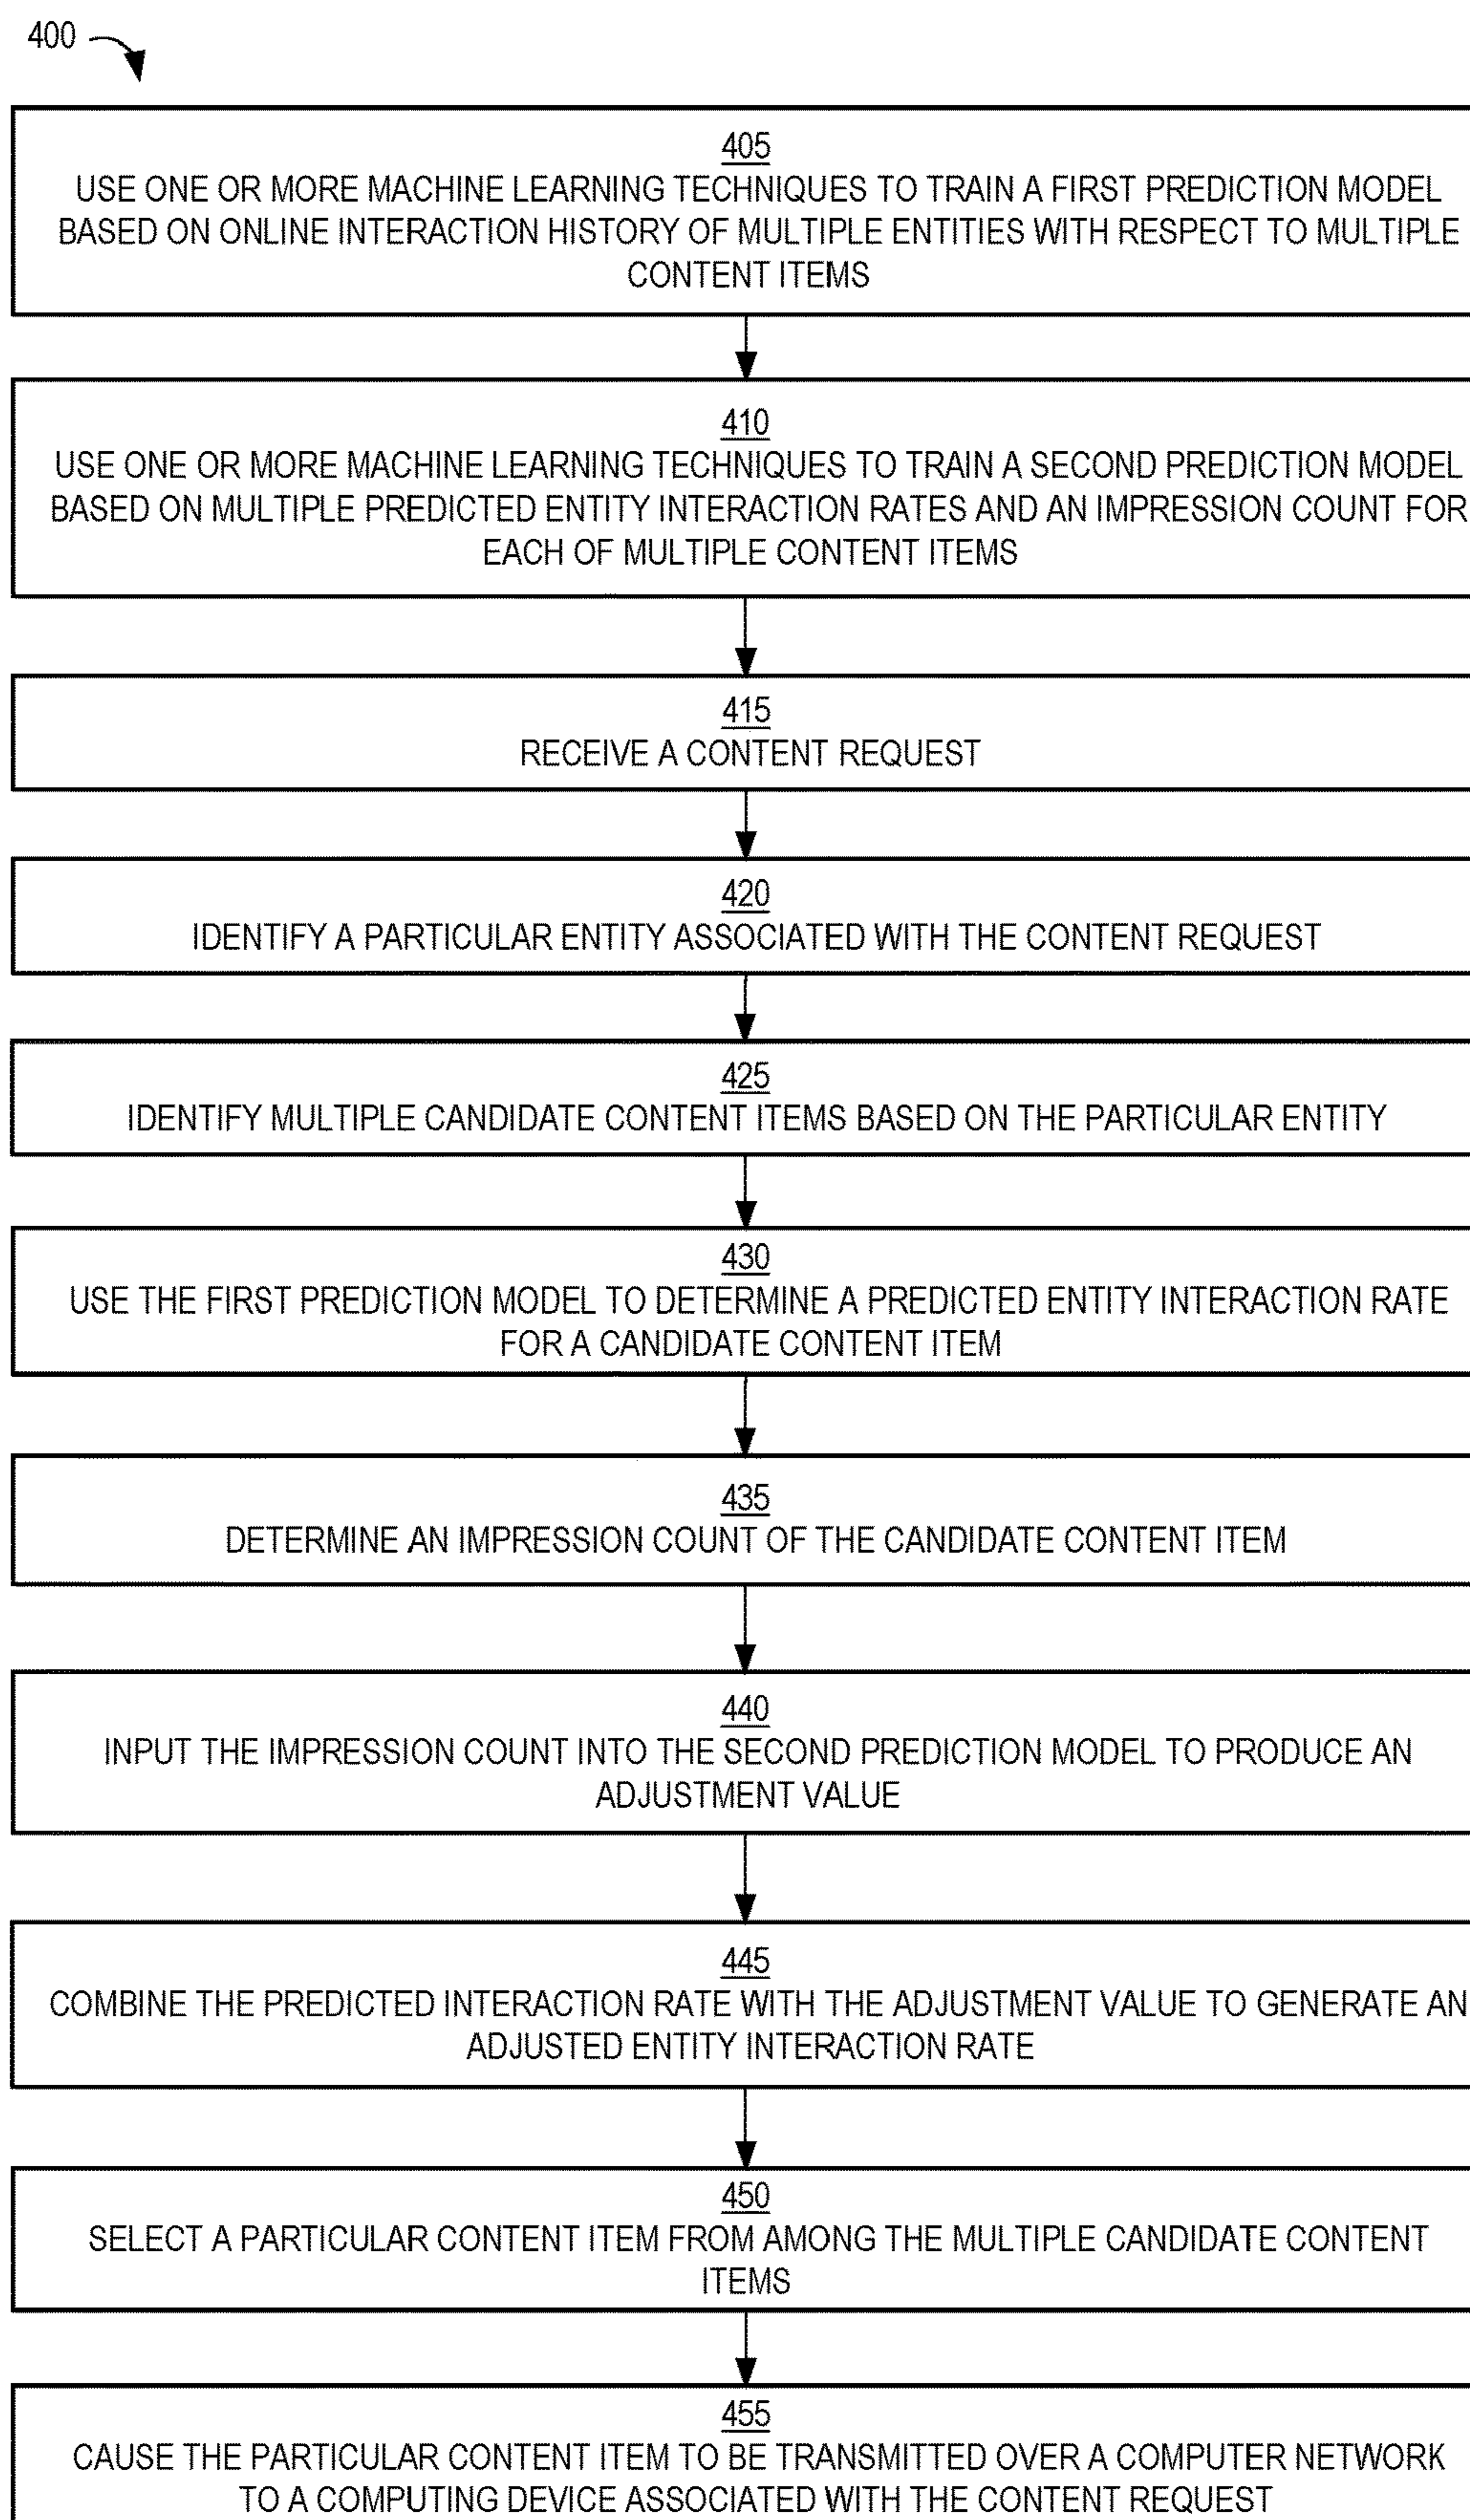 400
405
USE ONE OR MORE MACHINE LEARNING TECHNIQUES TO TRAIN A FIRST PREDICTION MODEL
BASED ON ONLINE INTERACTION HISTORY OF MULTIPLE ENTITIES WITH RESPECT TO MULTIPLE
CONTENT ITEMS
410
USE ONE OR MORE MACHINE LEARNING TECHNIQUES TO TRAIN A SECOND PREDICTION MODEL
BASED ON MULTIPLE PREDICTED ENTITY INTERACTION RATES AND AN IMPRESSION COUNT FOR
EACH OF MULTIPLE CONTENT ITEMS
415
RECEIVE A CONTENT REQUEST
420
IDENTIFY A PARTICULAR ENTITY ASSOCIATED WITH THE CONTENT REQUEST
425
IDENTIFY MULTIPLE CANDIDATE CONTENT ITEMS BASED ON THE PARTICULAR ENTITY
430
USE THE FIRST PREDICTION MODEL TO DETERMINE A PREDICTED ENTITY INTERACTION RATE
FOR A CANDIDATE CONTENT ITEM
435
DETERMINE AN IMPRESSION COUNT OF THE CANDIDATE CONTENT ITEM
440
INPUT THE IMPRESSION COUNT INTO THE SECOND PREDICTION MODEL TO PRODUCE AN
ADJUSTMENT VALUE
445
COMBINE THE PREDICTED INTERACTION RATE WITH THE ADJUSTMENT VALUE TO GENERATE AN
ADJUSTED ENTITY INTERACTION RATE
450
SELECT A PARTICULAR CONTENT ITEM FROM AMONG THE MULTIPLE CANDIDATE CONTENT
ITEMS
455
CAUSE THE PARTICULAR CONTENT ITEM TO BE TRANSMITTED OVER A COMPUTER NETWORK
TO A COMPUTING DEVICE ASSOCIATED WITH THE CONTENT REQUEST